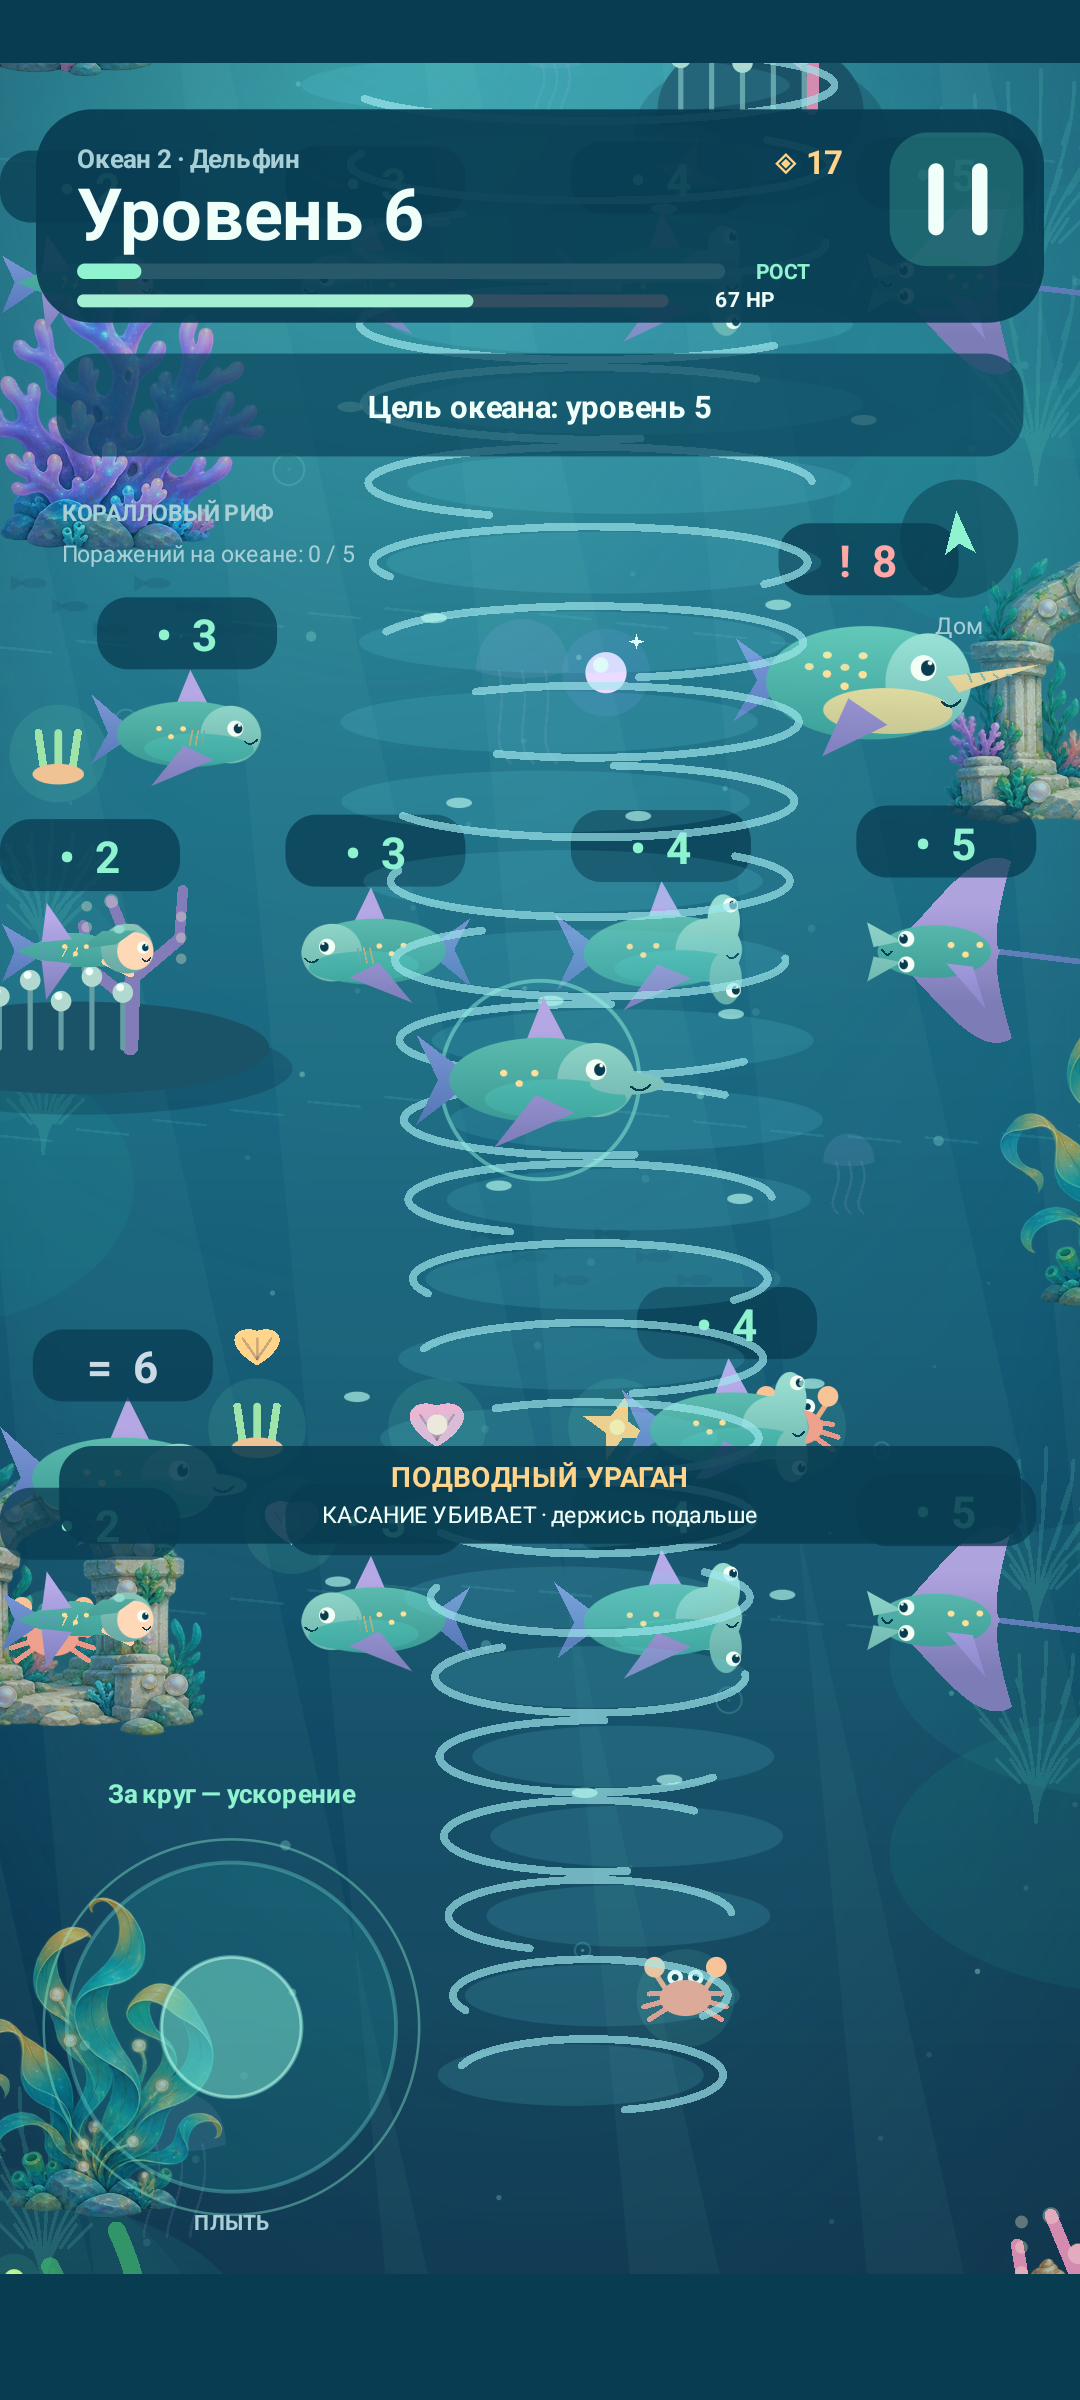 Океан 2 · Дельфин
17
Уровень 6
РОСТ
67 HP
Цель океана: уровень 5
КОРАЛЛОВЫЙ РИФ
Поражений на океане: 0 / 5
! 8
Дом
• 3
• 2
• 3
• 4
• 5
• 4
= 6
ПОДВОДНЫЙ УРАГАН
КАСАНИЕ УБИВАЕТ · держись подальше
• 2
• 5
За круг — ускорение
ПЛЫТЬ